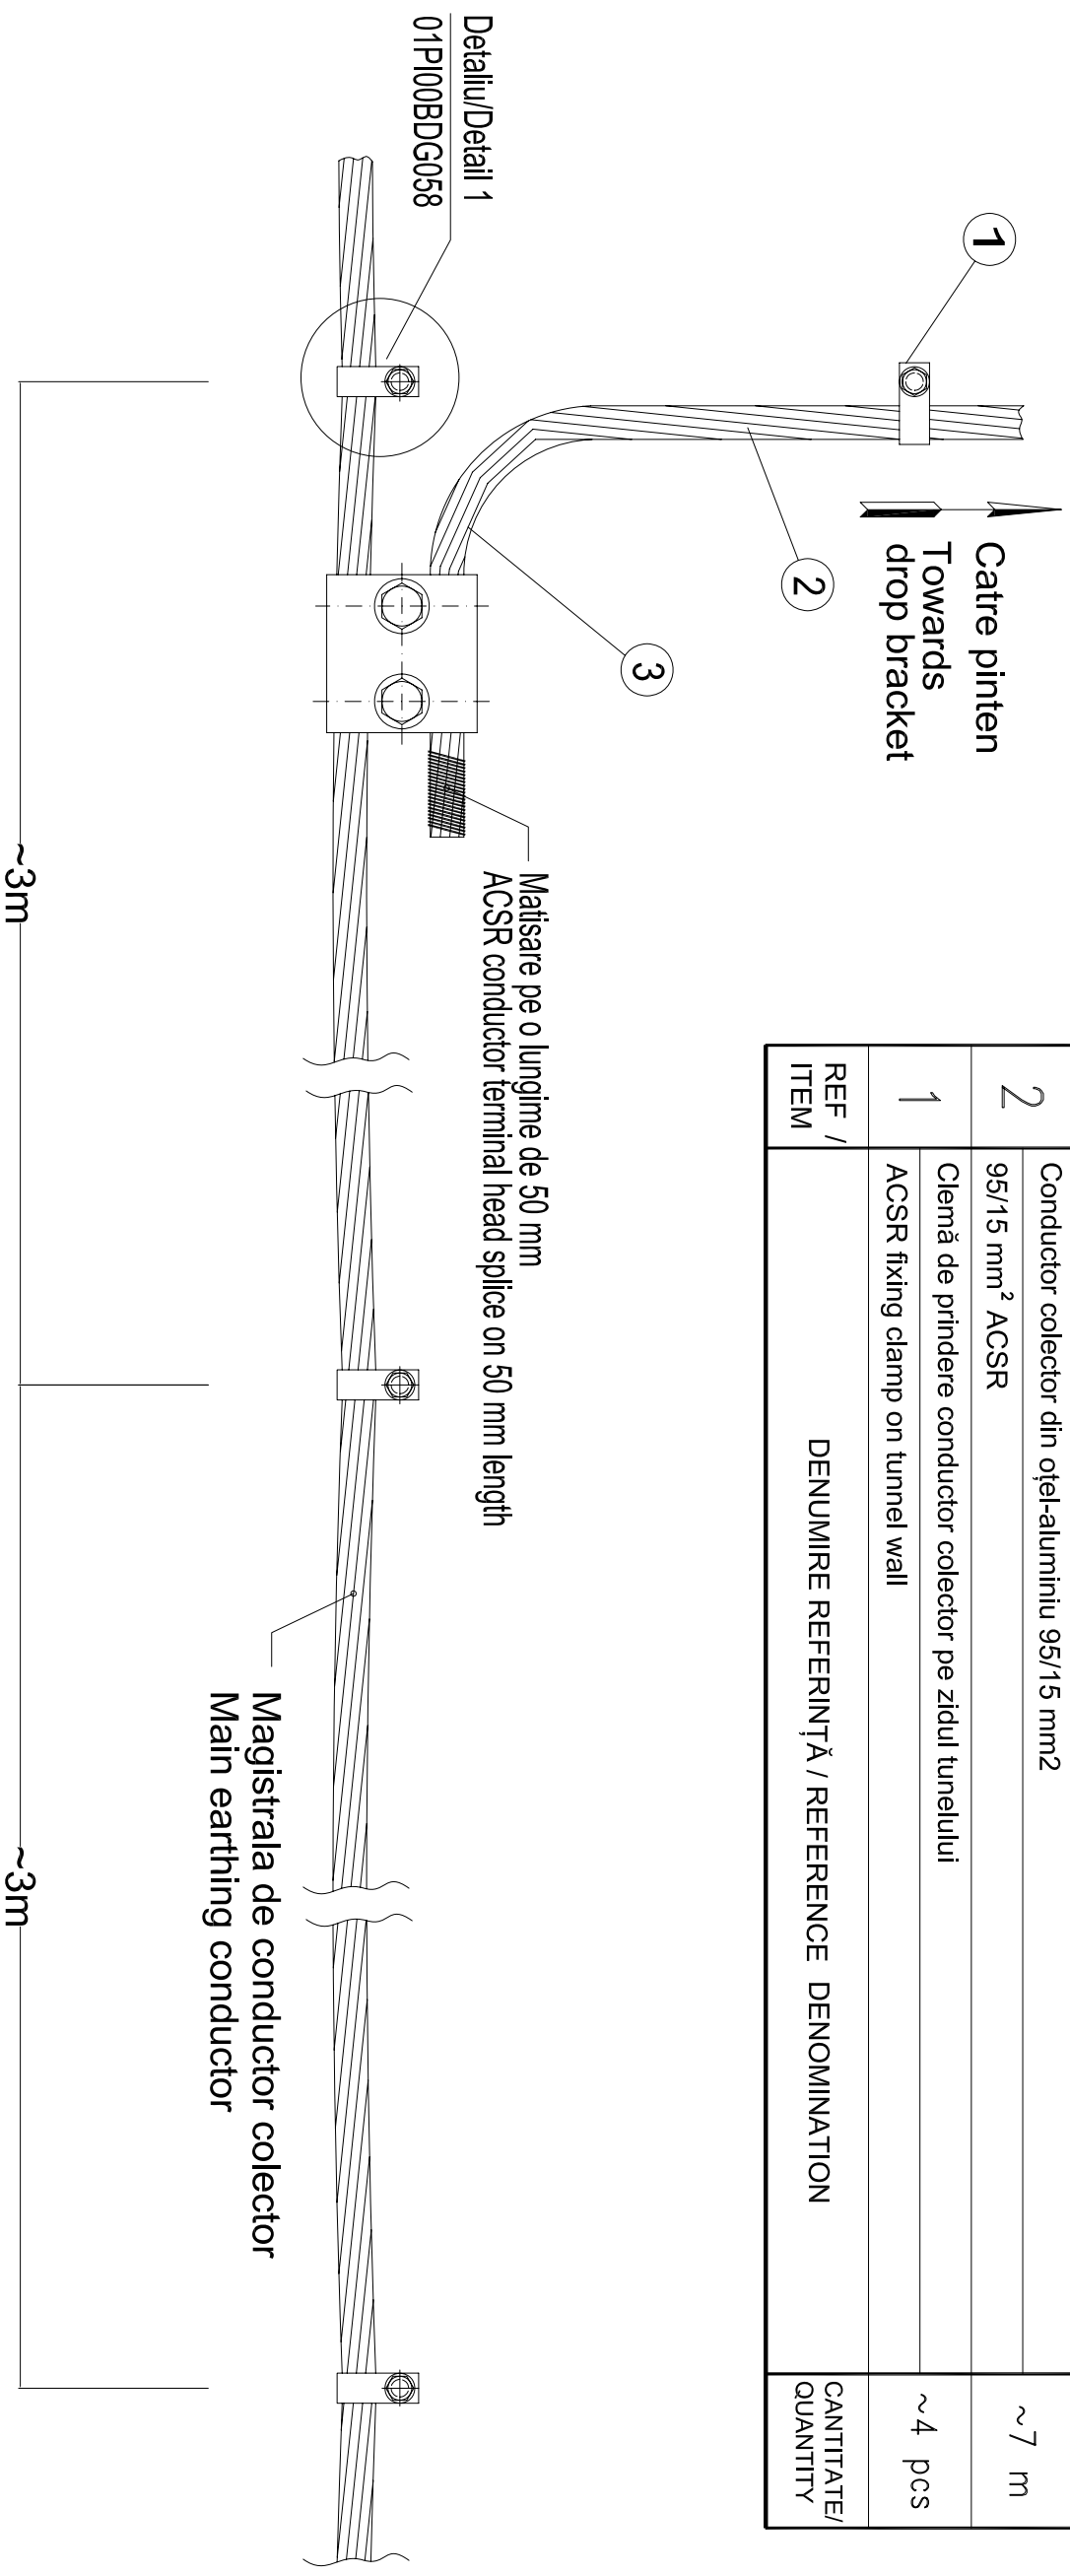 Detaliu/Detail 1
01PI00BDG058
1
2
3
Catre pinten
Towards
drop bracket
Matisare pe o lungime de 50 mm
ACSR conductor terminal head splice on 50 mm length
Magistrala de conductor colector
Main earthing conductor
~3m
~3m
2
Conductor colector din oțel-aluminiu 95/15 mm2
95/15 mm² ACSR
~7 m
1
Clemă de prindere conductor colector pe zidul tunelului
ACSR fixing clamp on tunnel wall
~4 pcs
REF /
ITEM
DENUMIRE REFERINȚĂ / REFERENCE DENOMINATION
CANTITATE/
QUANTITY